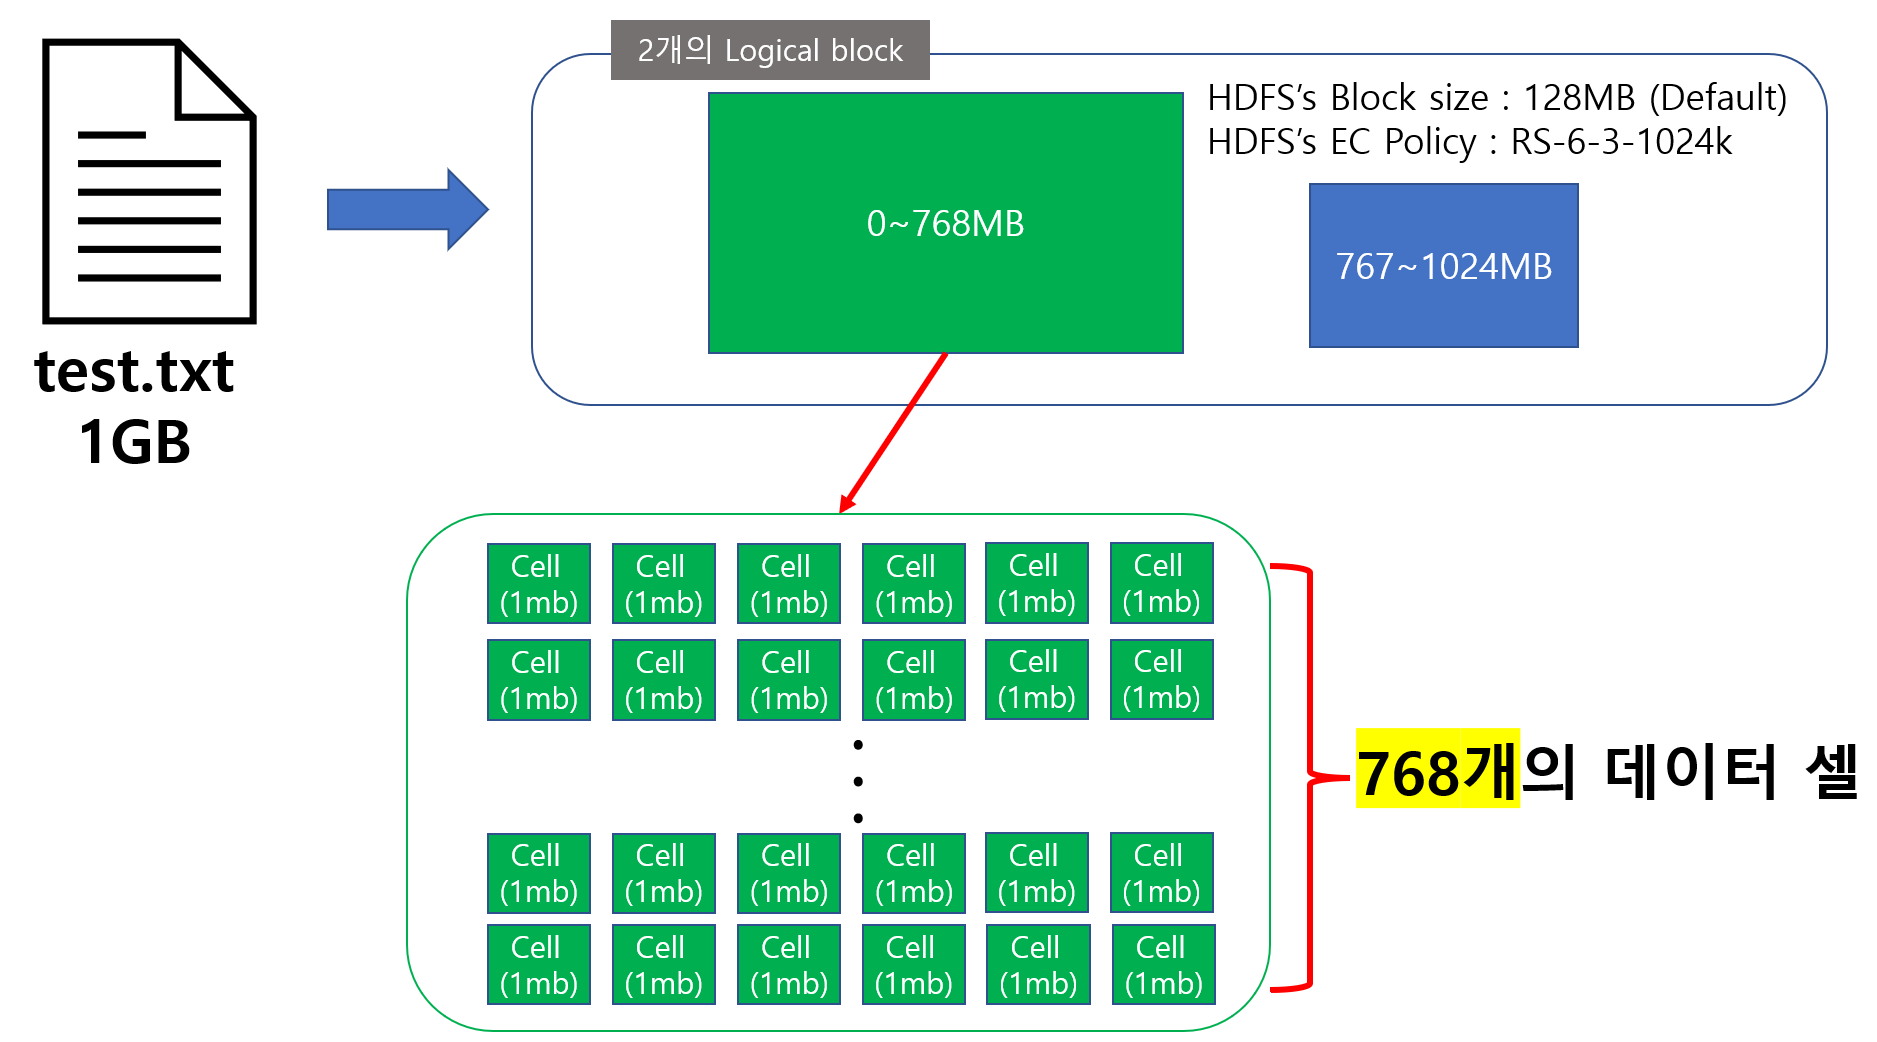 2개의 Logical block
HDFS’s Block size : 128MB (Default)
HDFS’s EC Policy : RS-6-3-1024k
0~768MB
767~1024MB
test.txt
1GB
Cell Cell Cell Cell Cell Cell
(1mb) (1mb) (1mb) (1mb) (1mb) (1mb)
Cell Cell Cell Cell Cell Cell
(1mb) (1mb) (1mb) (1mb) (1mb) (1mb)
768개의 데이터 셀
Cell Cell Cell Cell Cell Cell
(1mb) (1mb) (1mb) (1mb) (1mb) (1mb)
Cell Cell Cell Cell Cell Cell
(1mb) (1mb) (1mb) (1mb) (1mb) (1mb)